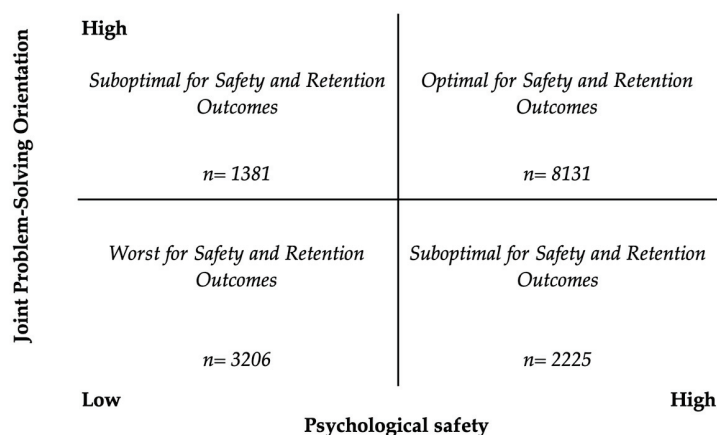 High
Joint Problem-Solving Orientation
Suboptimal for Safety and Retention
Outcomes
n= 1381
Optimal for Safety and Retention
Outcomes
n= 8131
Worst for Safety and Retention
Outcomes
n= 3206
Suboptimal for Safety and Retention
Outcomes
n= 2225
Low
High
Psychological safety